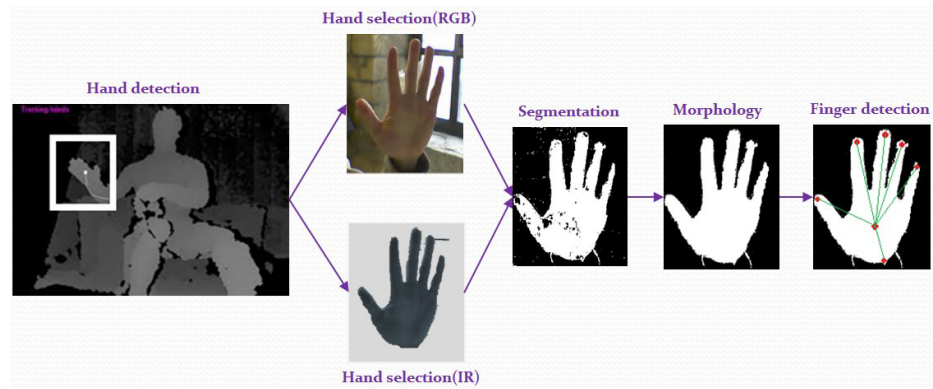 Hand selection(RGB)
Hand detection
Tracking hands
Segmentation
Morphology
Finger detection
Hand selection(IR)